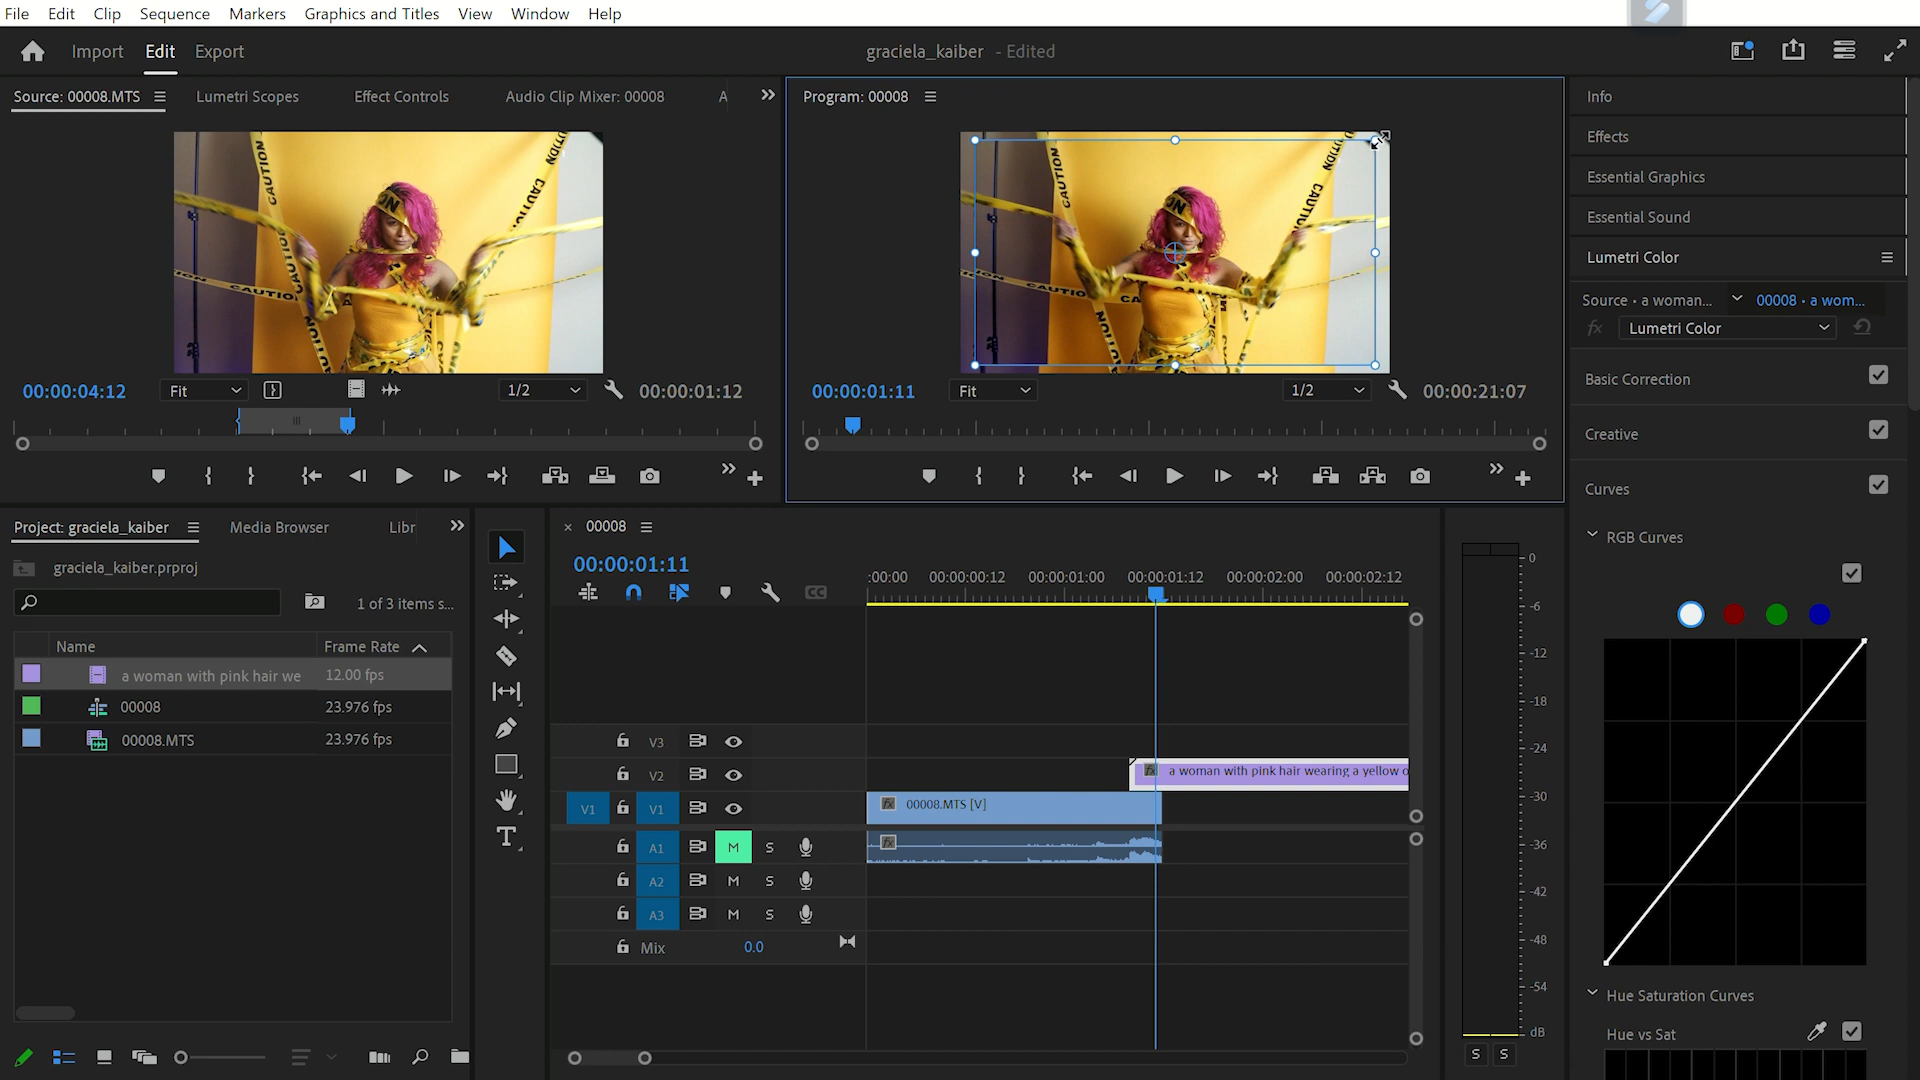 File Edit Clip Sequence Markers Graphics and Titles View Window Help
Import Edit Export graciela_kaiber - Edited
Source: 00008.MTS Lumetri Scopes Effect Controls Audio Clip Mixer: 00008 A
Program: 00008
Info
Effects
Essential Graphics
Essential Sound
Lumetri Color
Source • a woman... 00008 • a wom...
fx Lumetri Color
Basic Correction
Creative
Curves
RGB Curves
Hue Saturation Curves
Hue vs Sat
CAUTION CAUTION
CAUTION
00:00:04:12 Fit 1/2 00:00:01:12
00:00:01:11 Fit 1/2 00:00:21:07
Project: graciela_kaiber Media Browser Libr
graciela_kaiber.prproj
1 of 3 items s...
Name Frame Rate
a woman with pink hair we 12.00 fps
00008 23.976 fps
00008.MTS 23.976 fps
× 00008
00:00:01:11
:00:00 00:00:00:12 00:00:01:00 00:00:01:12 00:00:02:00 00:00:02:12
CC
V3
V2 fx a woman with pink hair wearing a yellow o
V1 V1 fx 00008.MTS [V]
A1 M S fx
A2 M S
A3 M S
Mix 0.0
0
-6
-12
-18
-24
-30
-36
-42
-48
-54
dB
S S